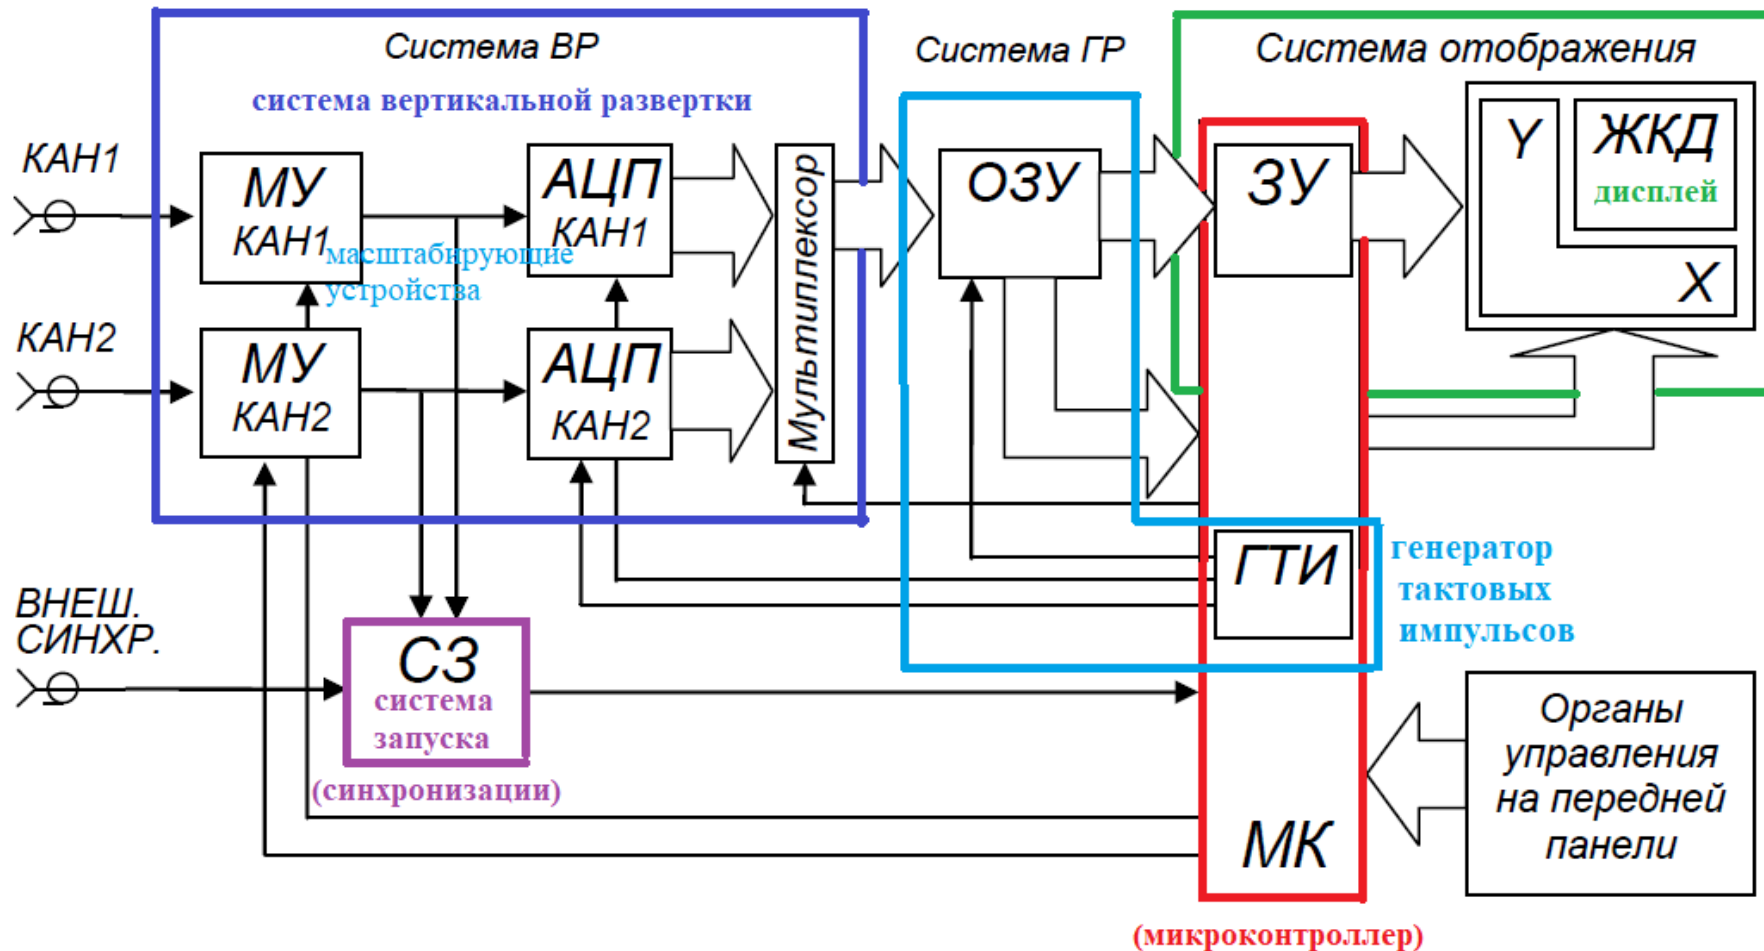 Система ВР
Система ГР
Система отображения
система вертикальной развертки
КАН1
МУ
КАН1
масштабирующие
устройства
АЦП
КАН1
Мультиплексор
ОЗУ
ЗУ
Y
ЖКД
дисплей
X
КАН2
МУ
КАН2
АЦП
КАН2
ГТИ
генератор
тактовых
импульсов
ВНЕШ.
СИНХР.
СЗ
система
запуска
(синхронизации)
МК
(микроконтроллер)
Органы
управления
на передней
панели